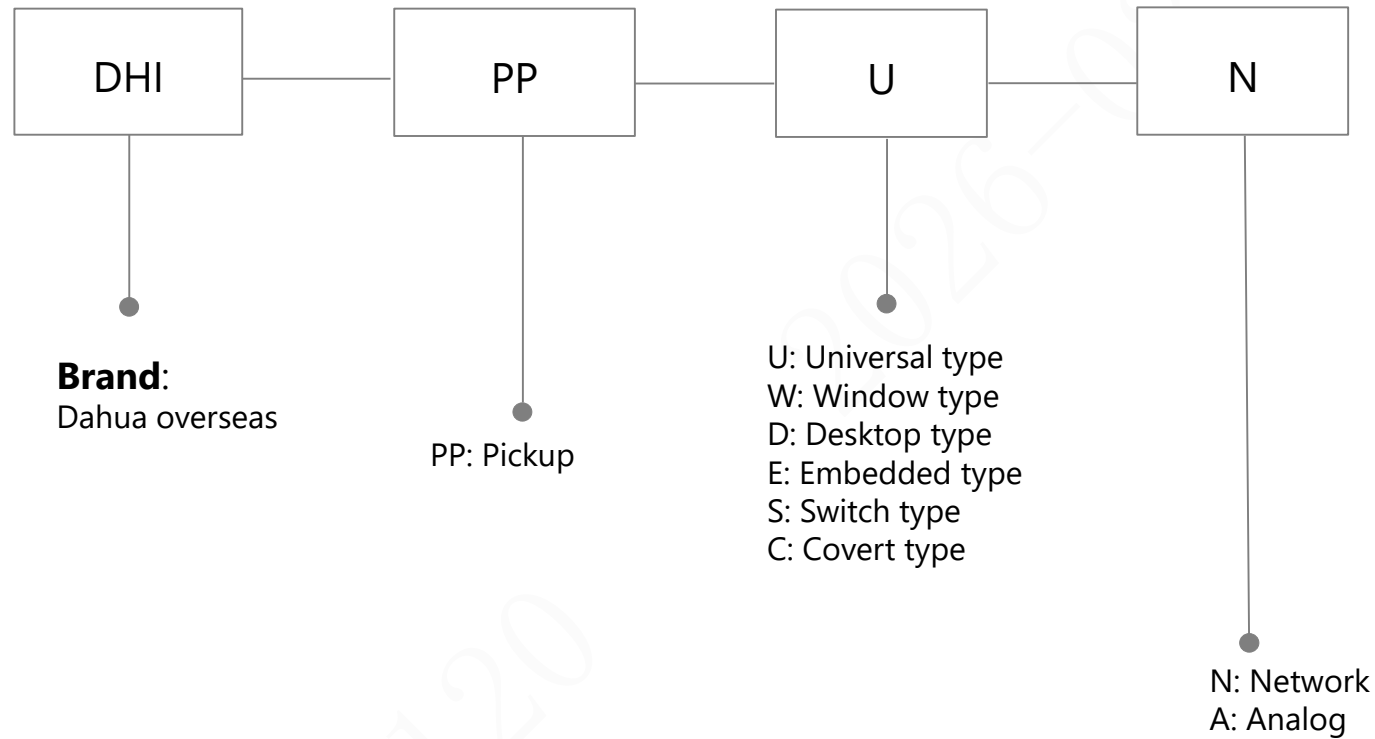 DHI
PP
U
N
Brand:
Dahua overseas
PP: Pickup
U: Universal type
W: Window type
D: Desktop type
E: Embedded type
S: Switch type
C: Covert type
N: Network
A: Analog